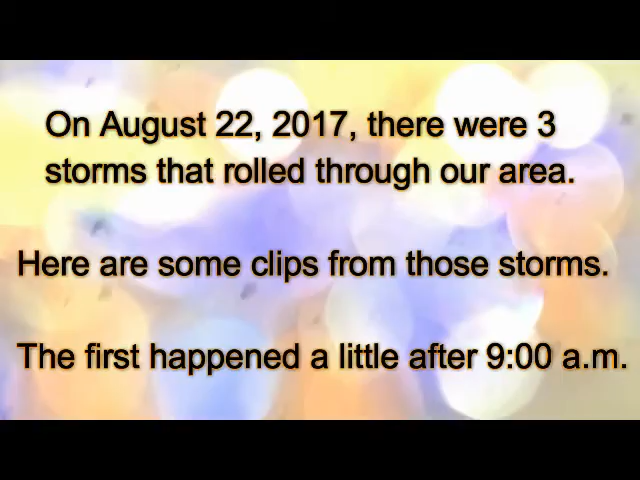 On August 22, 2017, there were 3
storms that rolled through our area.
Here are some clips from those storms.
The first happened a little after 9:00 a.m.